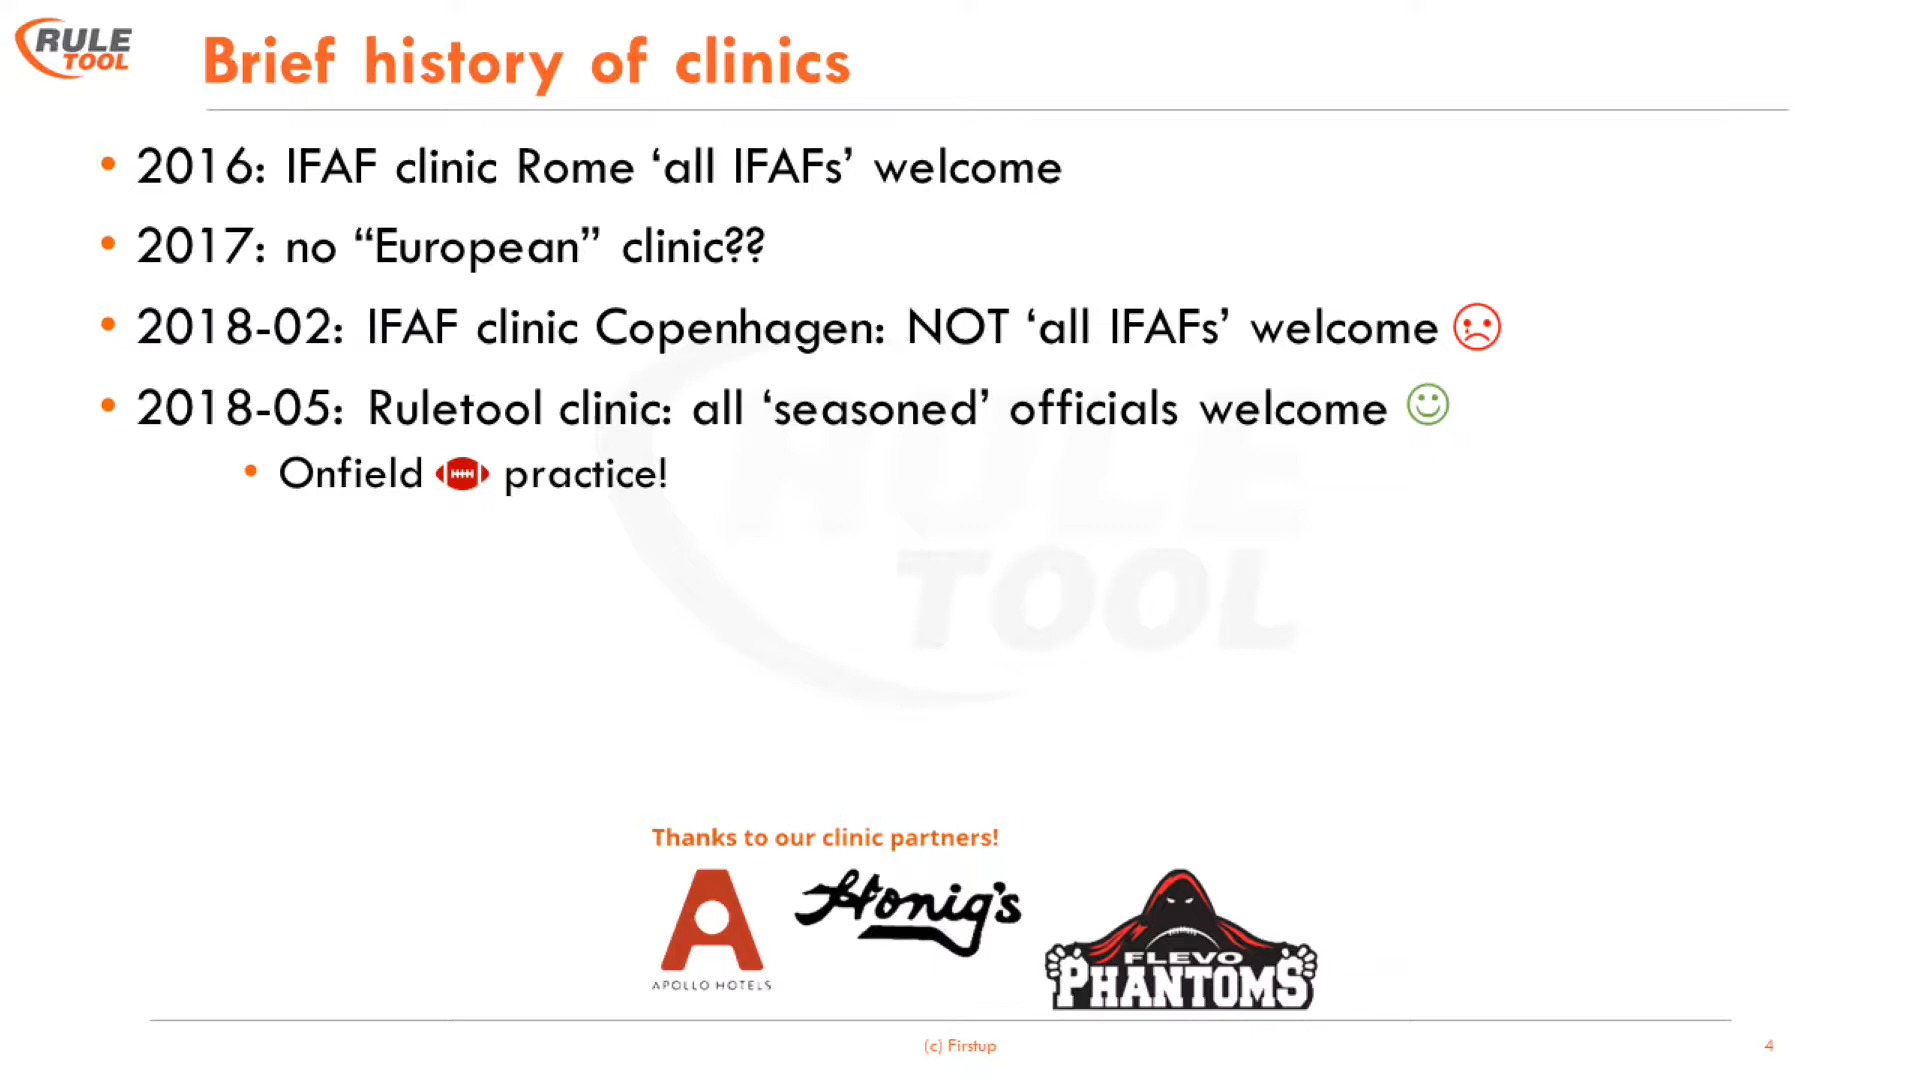 RULE
TOOL
Brief history of clinics
• 2016: IFAF clinic Rome ‘all IFAFs’ welcome
• 2017: no “European” clinic??
• 2018-02: IFAF clinic Copenhagen: NOT ‘all IFAFs’ welcome
• 2018-05: Ruletool clinic: all ‘seasoned’ officials welcome
• Onfield practice!
RULE
TOOL
Thanks to our clinic partners!
Honig's
FLEVO
PHANTOMS
APOLLO HOTELS
(c) Firstup
4